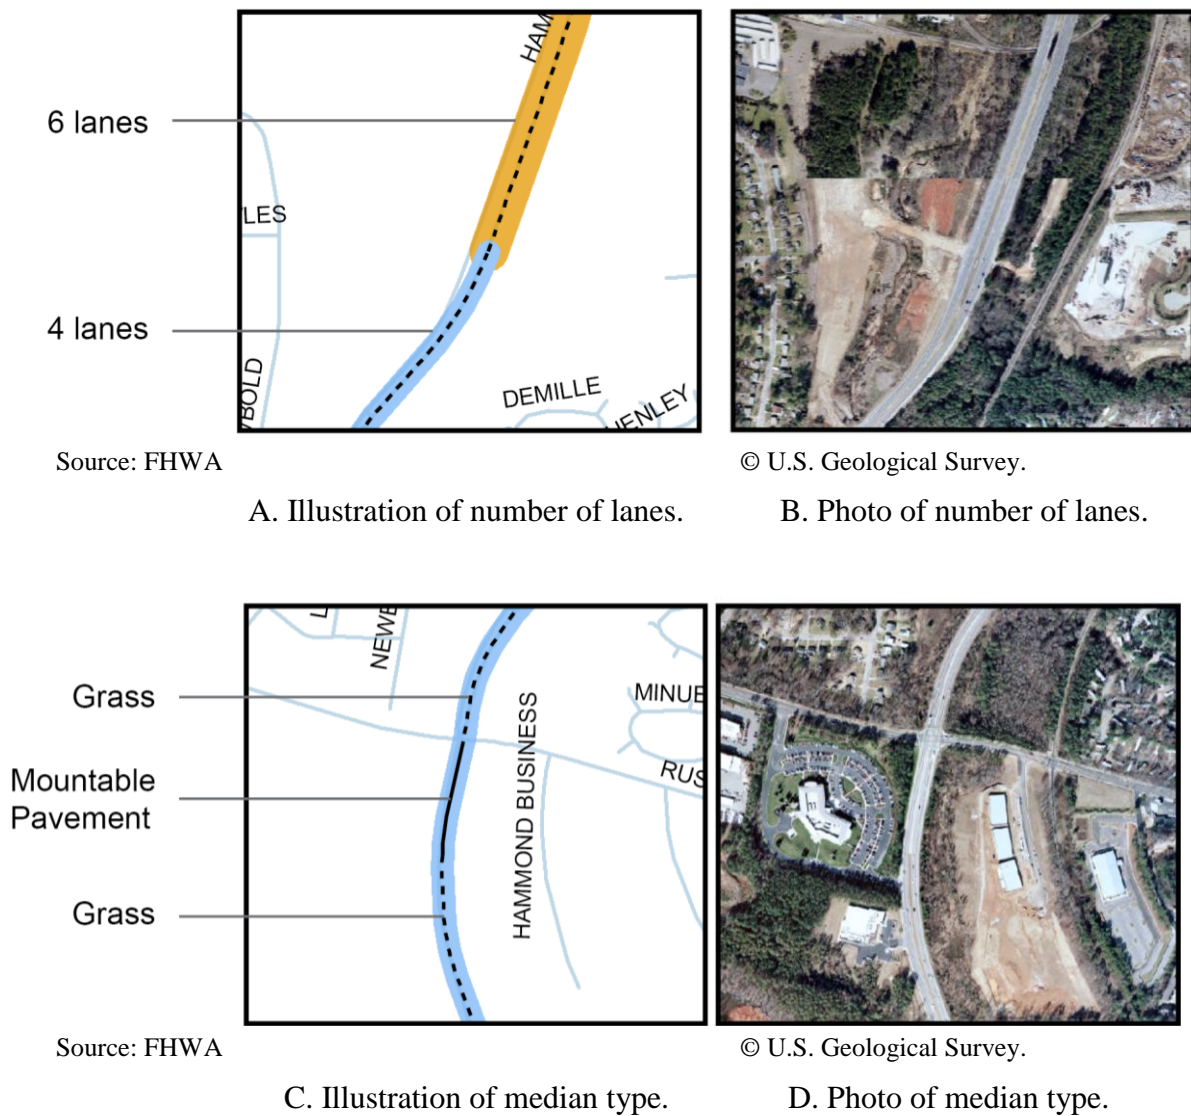 HAM
6 lanes
LES
4 lanes
BOLD
DEMILLE
HENLEY
Source: FHWA
© U.S. Geological Survey.
A. Illustration of number of lanes.
B. Photo of number of lanes.
L
NEWB
Grass
MINUE
HAMMOND BUSINESS
RUS
Mountable
Pavement
Grass
Source: FHWA
© U.S. Geological Survey.
C. Illustration of median type.
D. Photo of median type.